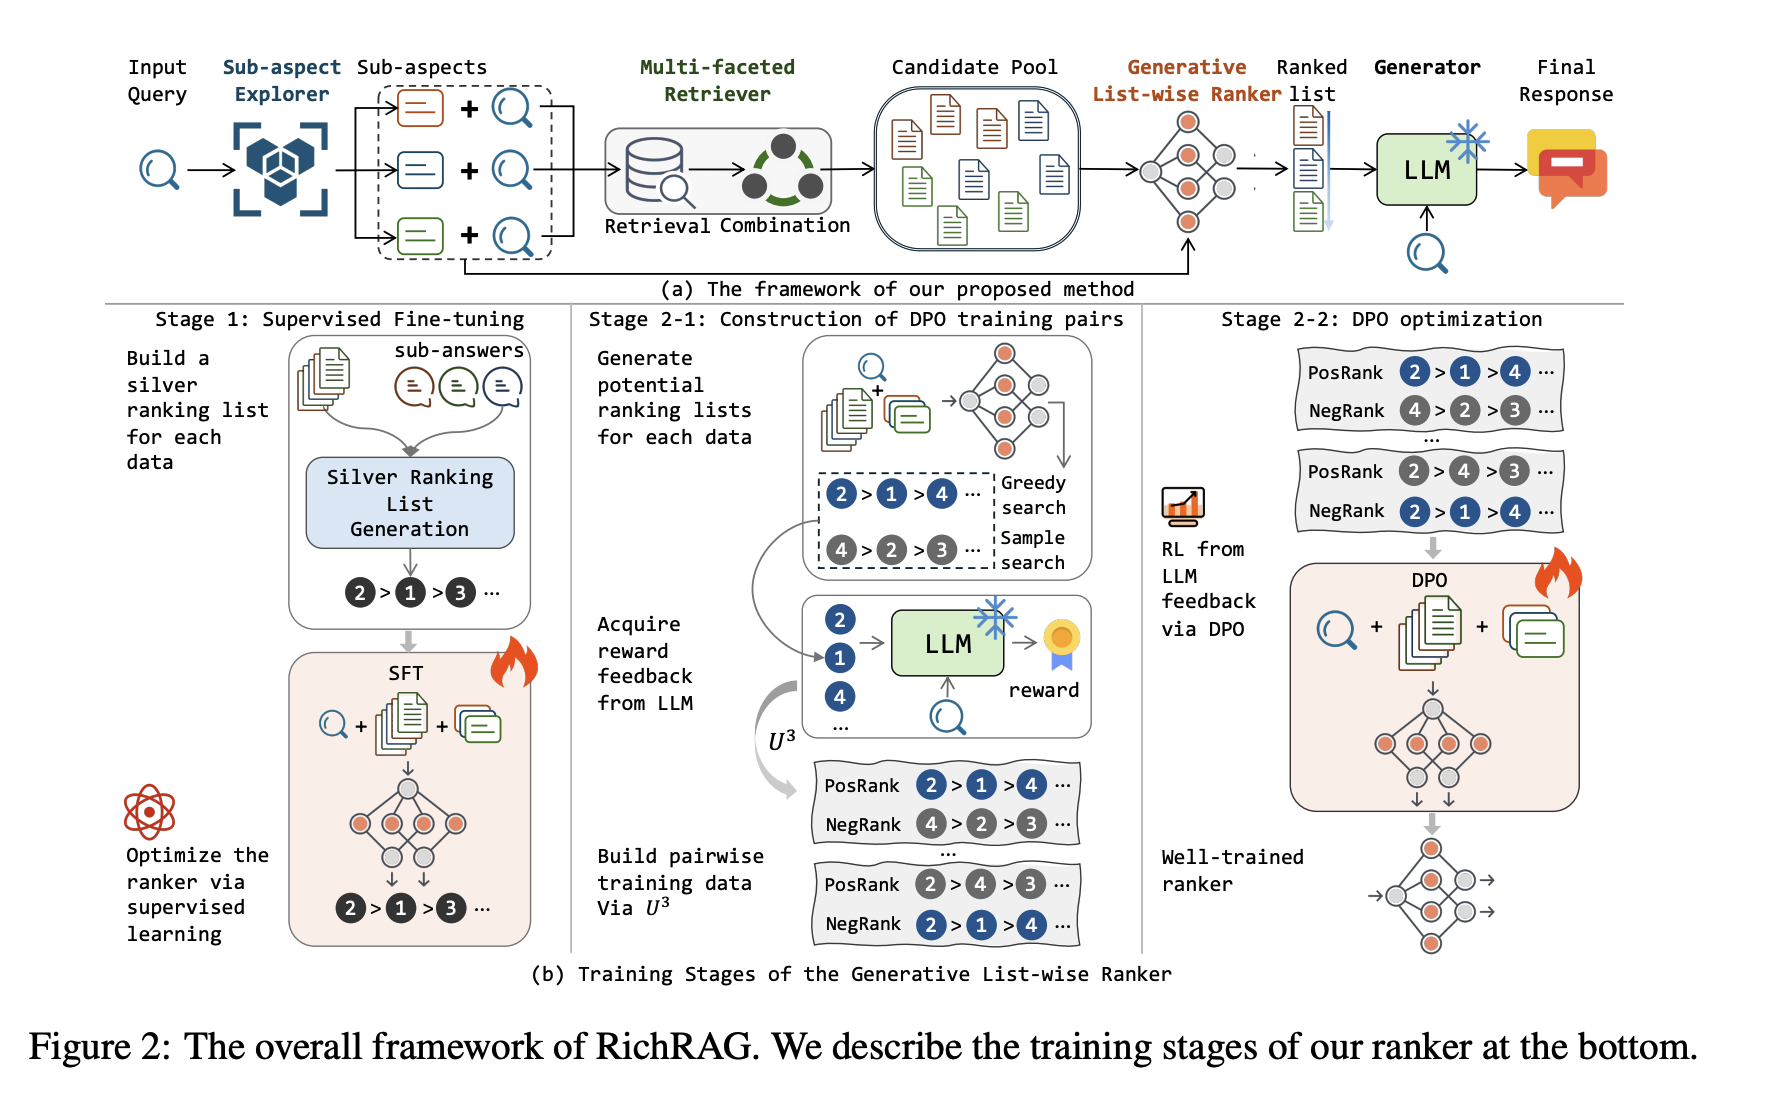 Input
Query
Sub-aspect
Explorer
Sub-aspects
Multi-faceted
Retriever
Candidate Pool
Generative
List-wise Ranker
Ranked
list
Generator
Final
Response
+
+
+
Retrieval Combination
LLM
(a) The framework of our proposed method
Stage 1: Supervised Fine-tuning
Build a
silver
ranking list
for each
data
sub-answers
Silver Ranking
List
Generation
2 > 1 > 3 ...
SFT
+ +
Optimize the
ranker via
supervised
learning
2 > 1 > 3 ...
Stage 2-1: Construction of DPO training pairs
Generate
potential
ranking lists
for each data
+
2 > 1 > 4 ...
Greedy
search
4 > 2 > 3 ...
Sample
search
Acquire
reward
feedback
from LLM
2
1
4
...
LLM
reward
U³
PosRank 2 > 1 > 4 ...
NegRank 4 > 2 > 3 ...
...
PosRank 2 > 4 > 3 ...
NegRank 2 > 1 > 4 ...
Build pairwise
training data
Via U³
Stage 2-2: DPO optimization
PosRank 2 > 1 > 4 ...
NegRank 4 > 2 > 3 ...
...
PosRank 2 > 4 > 3 ...
NegRank 2 > 1 > 4 ...
RL from
LLM
feedback
via DPO
DPO
+ +
Well-trained
ranker
(b) Training Stages of the Generative List-wise Ranker
Figure 2: The overall framework of RichRAG. We describe the training stages of our ranker at the bottom.